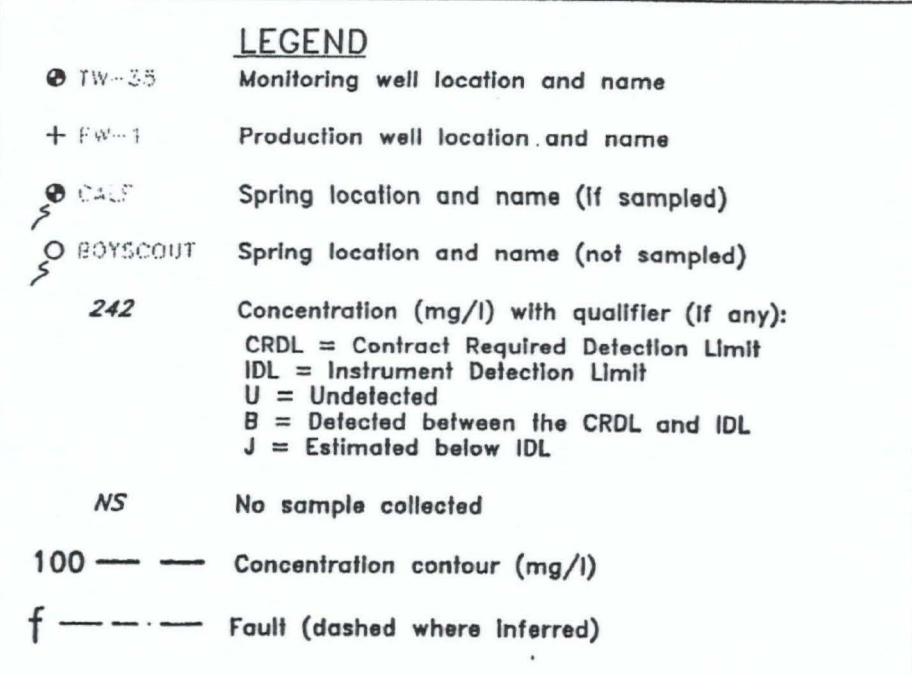 LEGEND
TW-35 Monitoring well location and name
+ FW-1 Production well location and name
CALF Spring location and name (if sampled)
BOYSCOUT Spring location and name (not sampled)
242 Concentration (mg/l) with qualifier (if any):
CRDL = Contract Required Detection Limit
IDL = Instrument Detection Limit
U = Undetected
B = Detected between the CRDL and IDL
J = Estimated below IDL
NS No sample collected
100 — — Concentration contour (mg/l)
f — – · — Fault (dashed where inferred)